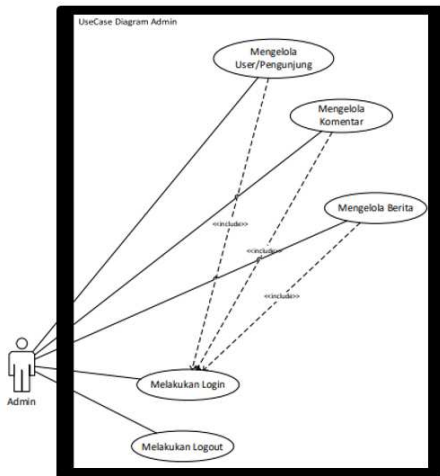 UseCase Diagram Admin
Mengelola
User/Pengunjung
Mengelola
Komentar
Mengelola Berita
<<include>>
<<include>>
<<include>>
Admin
Melakukan Login
Melakukan Logout